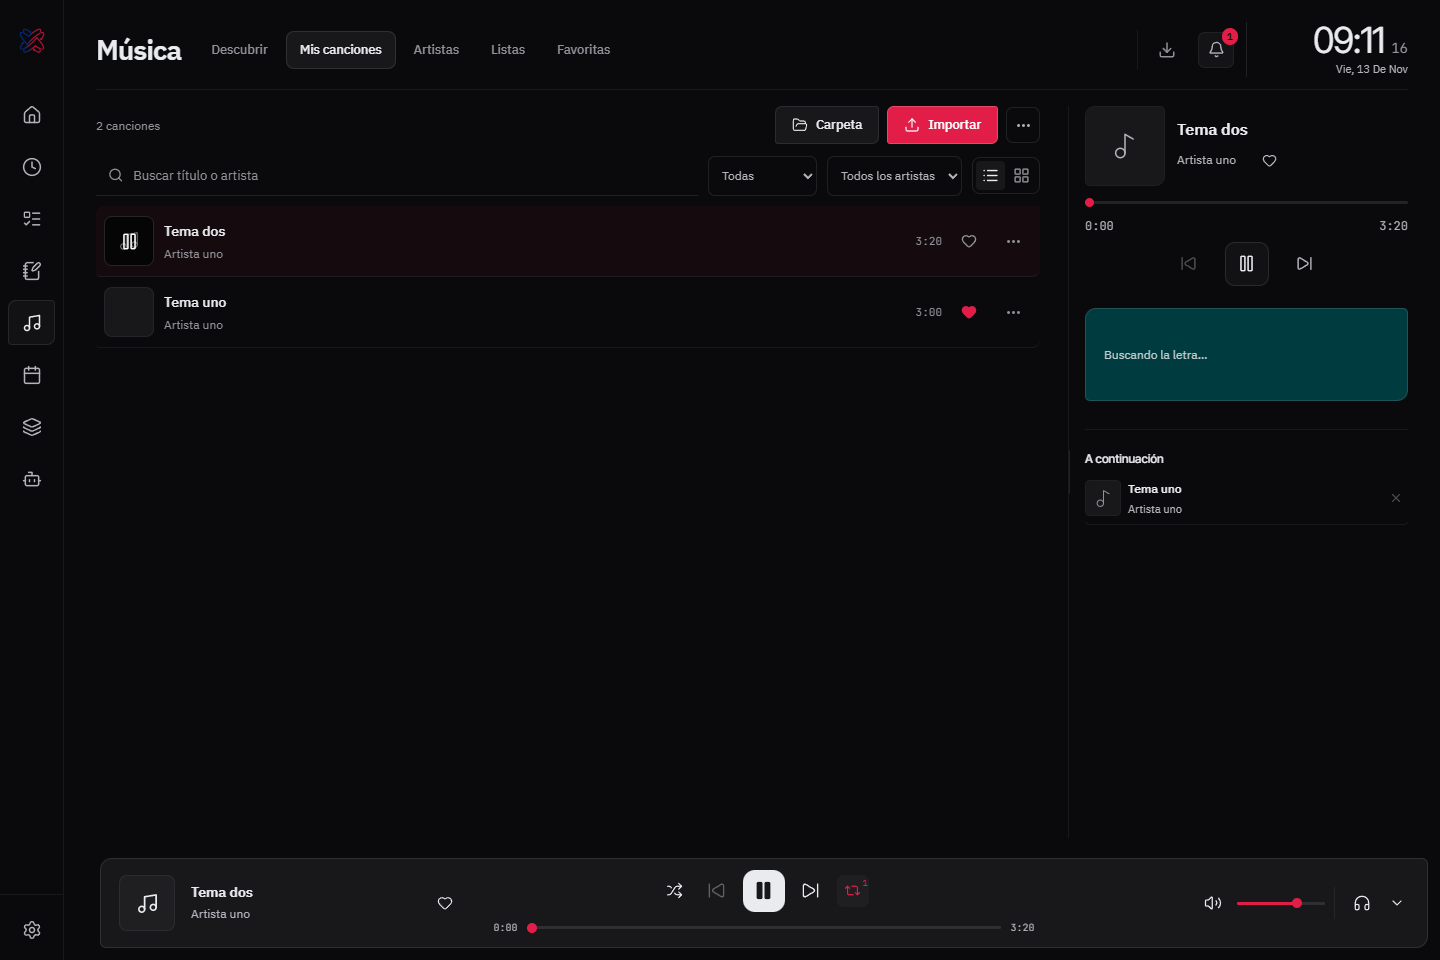 Música
Descubrir
Mis canciones
Artistas
Listas
Favoritas
1
09:11 16
Vie, 13 De Nov
2 canciones
Carpeta
Importar
Buscar título o artista
Todas
Todos los artistas
Tema dos
Artista uno
3:20
Tema uno
Artista uno
3:00
Tema dos
Artista uno
0:00
3:20
Buscando la letra...
A continuación
Tema uno
Artista uno
Tema dos
Artista uno
1
0:00
3:20